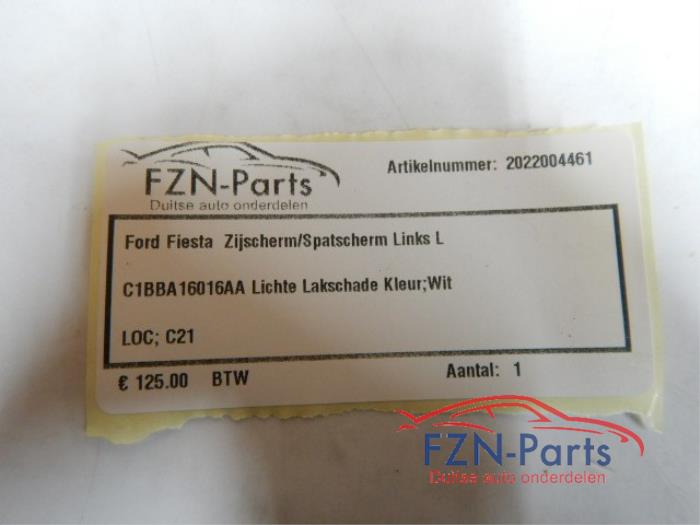 FZN-Parts
Duitse auto onderdelen
Artikelnummer: 2022004461
Ford Fiesta Zijscherm/Spatscherm Links L
C1BBA16016AA Lichte Lakschade Kleur;Wit
LOC; C21
€ 125.00 BTW
Aantal: 1
FZN-Parts
Duitse auto onderdelen